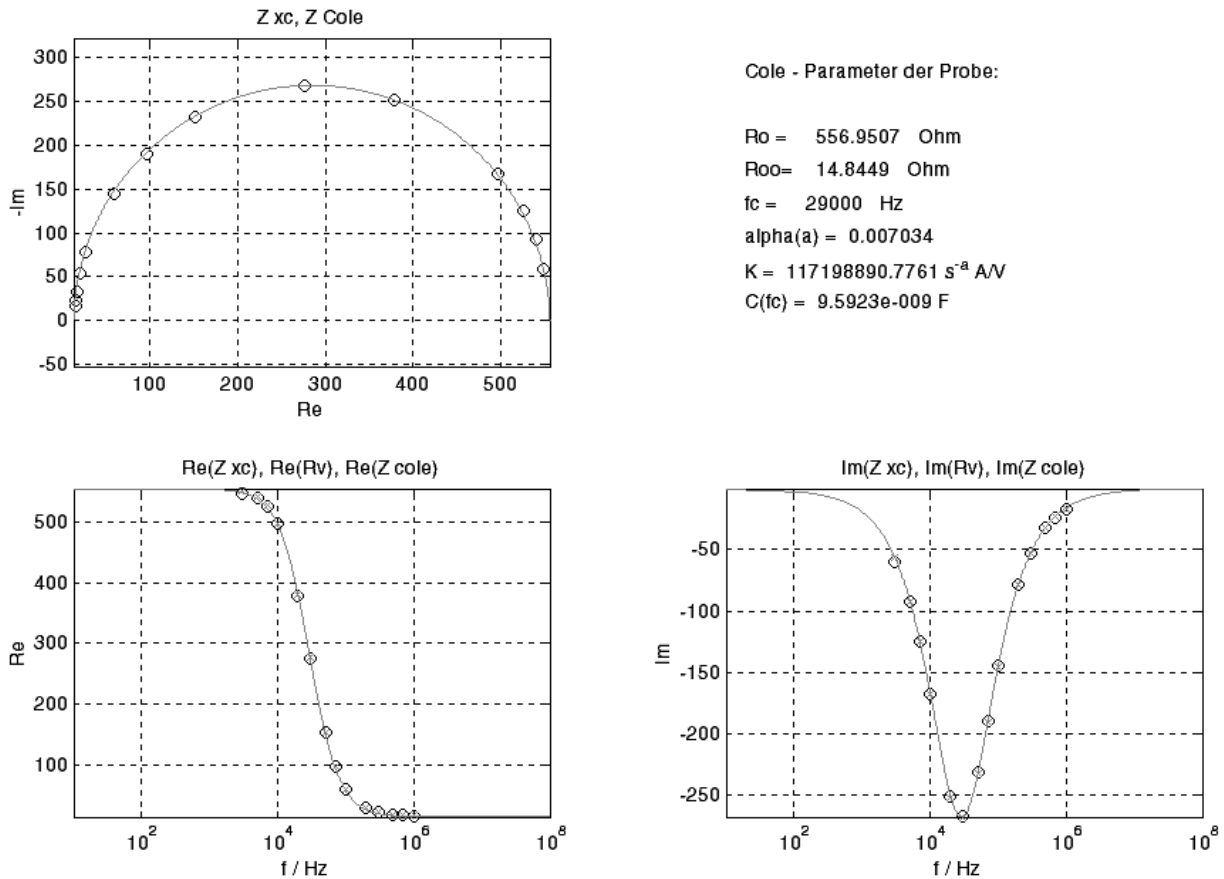 Z xc, Z Cole
300
250
200
150
100
50
0
-50
-Im
100 200 300 400 500
Re
Cole - Parameter der Probe:
Ro = 556.9507 Ohm
Roo= 14.8449 Ohm
fc = 29000 Hz
alpha(a) = 0.007034
K = 117198890.7761 s^-a A/V
C(fc) = 9.5923e-009 F
Re(Z xc), Re(Rv), Re(Z cole)
500
400
300
200
100
Re
10^2 10^4 10^6 10^8
f / Hz
Im(Z xc), Im(Rv), Im(Z cole)
-50
-100
-150
-200
-250
Im
10^2 10^4 10^6 10^8
f / Hz